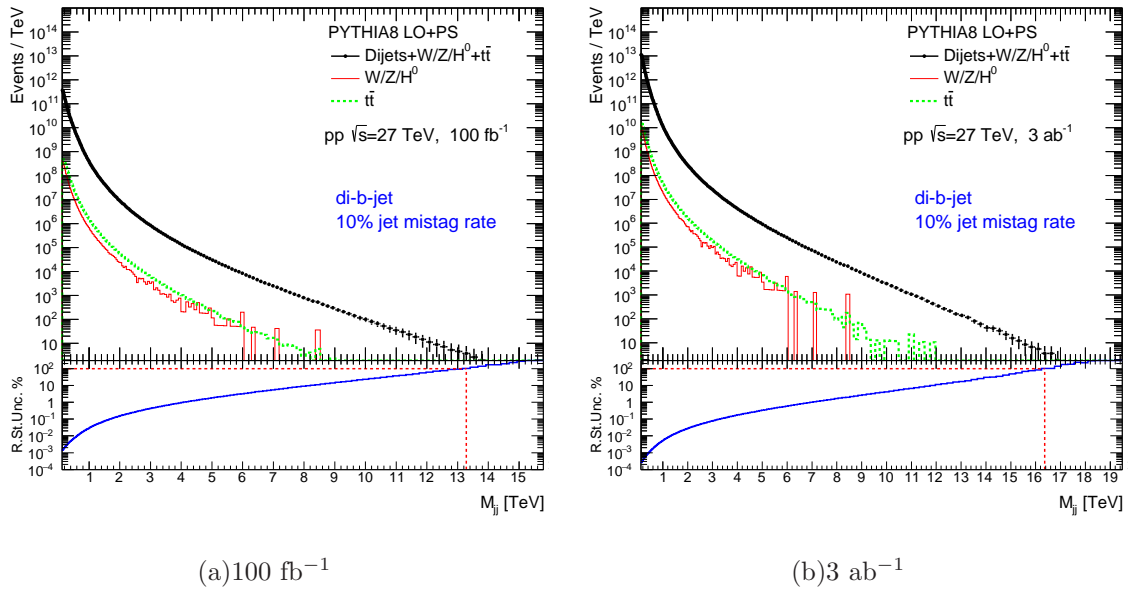 Events / TeV
10¹⁴
10¹³
10¹²
10¹¹
10¹⁰
10⁹
10⁸
10⁷
10⁶
10⁵
10⁴
10³
10²
10
PYTHIA8 LO+PS
Dijets+W/Z/H⁰+tt̄
W/Z/H⁰
tt̄
pp √s=27 TeV, 100 fb⁻¹
di-b-jet
10% jet mistag rate
R.St.Unc. %
10²
10
1
10⁻¹
10⁻²
10⁻³
10⁻⁴
1 2 3 4 5 6 7 8 9 10 11 12 13 14 15
M_jj [TeV]
(a)100 fb⁻¹
Events / TeV
10¹⁴
10¹³
10¹²
10¹¹
10¹⁰
10⁹
10⁸
10⁷
10⁶
10⁵
10⁴
10³
10²
10
PYTHIA8 LO+PS
Dijets+W/Z/H⁰+tt̄
W/Z/H⁰
tt̄
pp √s=27 TeV, 3 ab⁻¹
di-b-jet
10% jet mistag rate
R.St.Unc. %
10²
10
1
10⁻¹
10⁻²
10⁻³
10⁻⁴
1 2 3 4 5 6 7 8 9 10 11 12 13 14 15 16 17 18 19
M_jj [TeV]
(b)3 ab⁻¹